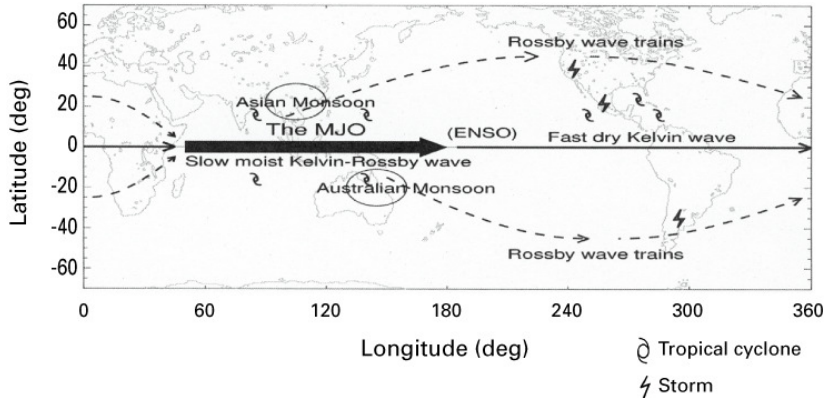 60
40
20
0
-20
-40
-60
Latitude (deg)
Rossby wave trains
Asian Monsoon
The MJO
(ENSO)
Fast dry Kelvin wave
Slow moist Kelvin-Rossby wave
Australian Monsoon
Rossby wave trains
0 60 120 180 240 300 360
Longitude (deg)
Tropical cyclone
Storm